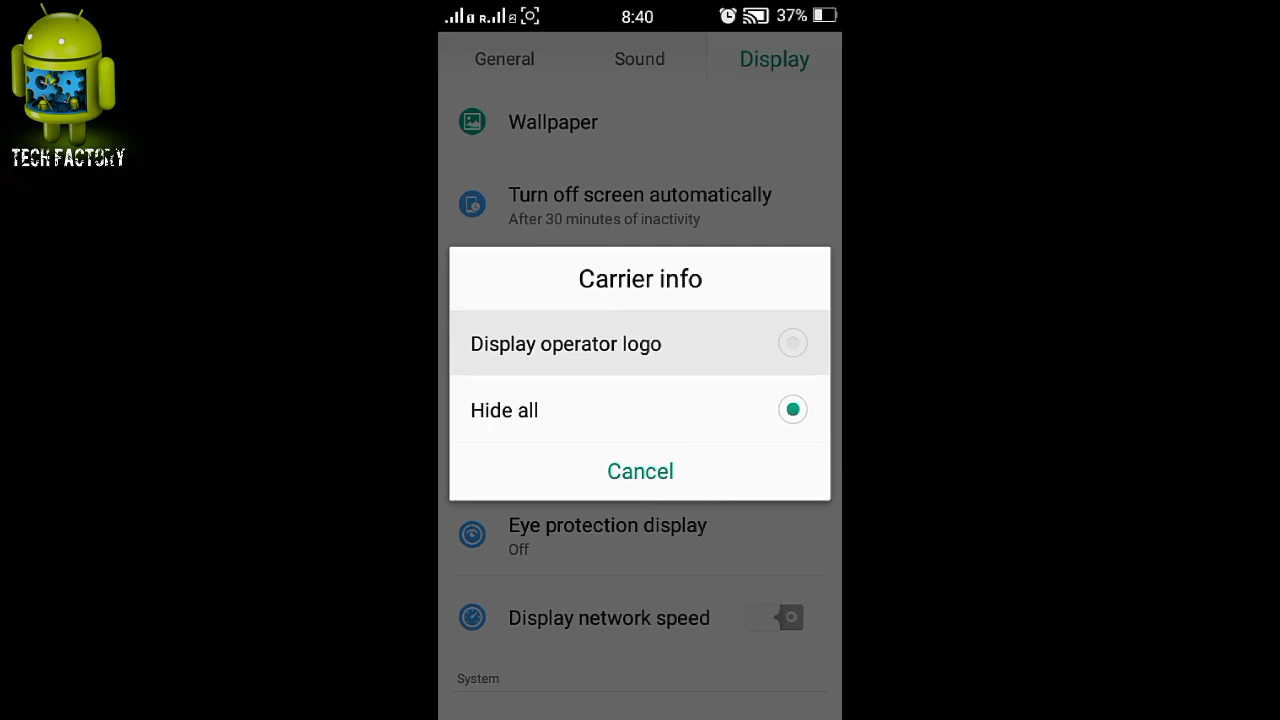 8:40
37%
TECH FACTORY
General
Sound
Display
Wallpaper
Turn off screen automatically
After 30 minutes of inactivity
Carrier info
Display operator logo
Hide all
Cancel
Eye protection display
Off
Display network speed
System